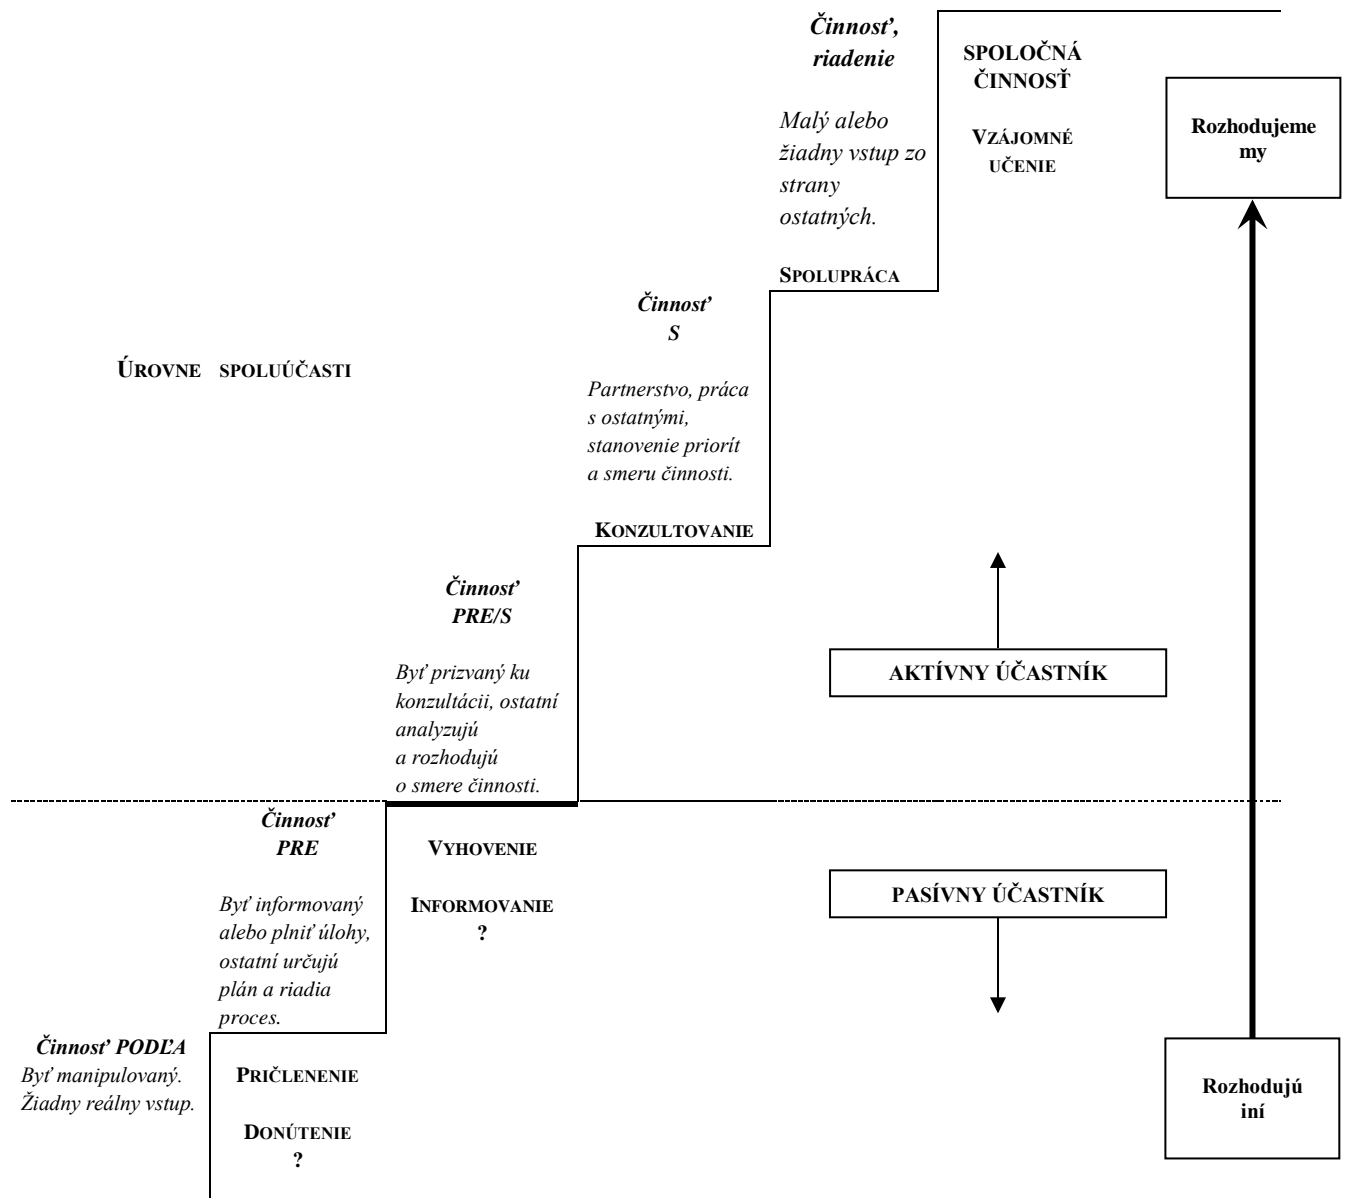 Činnosť,
riadenie
Malý alebo
žiadny vstup zo
strany
ostatných.
SPOLUPRÁCA
SPOLOČNÁ
ČINNOSŤ
VZÁJOMNÉ
UČENIE
Rozhodujeme
my
Činnosť
S
Partnerstvo, práca
s ostatnými,
stanovenie priorít
a smeru činnosti.
KONZULTOVANIE
ÚROVNE SPOLUÚČASTI
Činnosť
PRE/S
Byť prizvaný ku
konzultácii, ostatní
analyzujú
a rozhodujú
o smere činnosti.
AKTÍVNY ÚČASTNÍK
Činnosť
PRE
Byť informovaný
alebo plniť úlohy,
ostatní určujú
plán a riadia
proces.
VYHOVENIE
INFORMOVANIE
?
PASÍVNY ÚČASTNÍK
Činnosť PODĽA
Byť manipulovaný.
Žiadny reálny vstup.
PRIČLENENIE
DONÚTENIE
?
Rozhodujú
iní